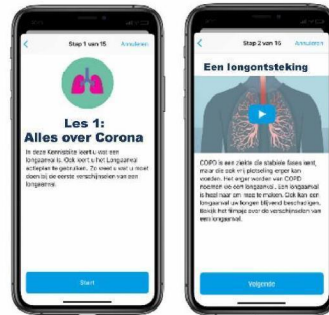 Stap 1 van 15 Annuleren
Les 1:
Alles over Corona
In deze Kennisbite leert u wat een
longaanval is. Ook leert u het Longaanval
actieplan te gebruiken. Zo weet u wat u moet
doen bij de eerste verschijnselen van een
longaanval.
Start
Stap 2 van 15 Annuleren
Een longontsteking
COPD is een ziekte die stabiele fases kent,
maar die ook vrij plotseling erger kan
worden. Het erger worden van COPD
noemen we een longaanval. Een longaanval
is heel naar om mee te maken. Ook kan een
longaanval uw longen blijvend beschadigen.
Bekijk het filmpje over de verschijnselen van
een longaanval.
Volgende